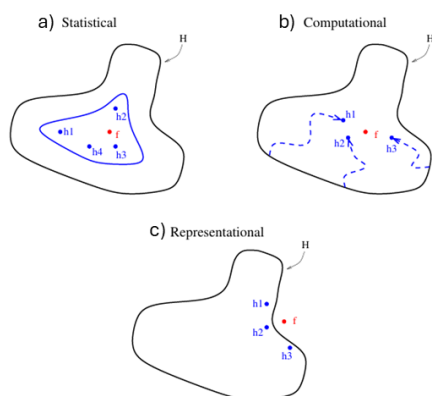 a) Statistical
H
h2
h1
f
h4
h3
b) Computational
H
h1
f
h2
h3
c) Representational
H
h1
f
h2
h3